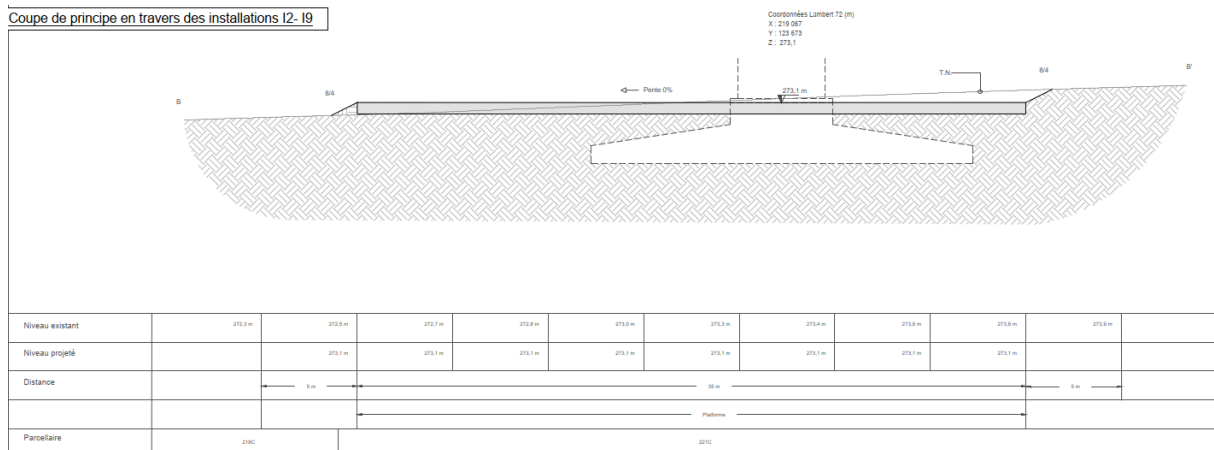 Coupe de principe en travers des installations I2- I9
Coordonnées Lambert 72 (m)
X : 219 067
Y : 123 673
Z : 273,1
B'
T.N.
8/4
B
8/4
Pente 0%
273,1 m
Niveau existant 272,3 m 272,5 m 272,7 m 272,8 m 273,0 m 273,3 m 273,4 m 273,6 m 273,8 m 273,9 m
Niveau projeté 273,1 m 273,1 m 273,1 m 273,1 m 273,1 m 273,1 m 273,1 m 273,1 m
Distance 5 m 35 m 5 m
Platforme
Parcellaire 218C 221C